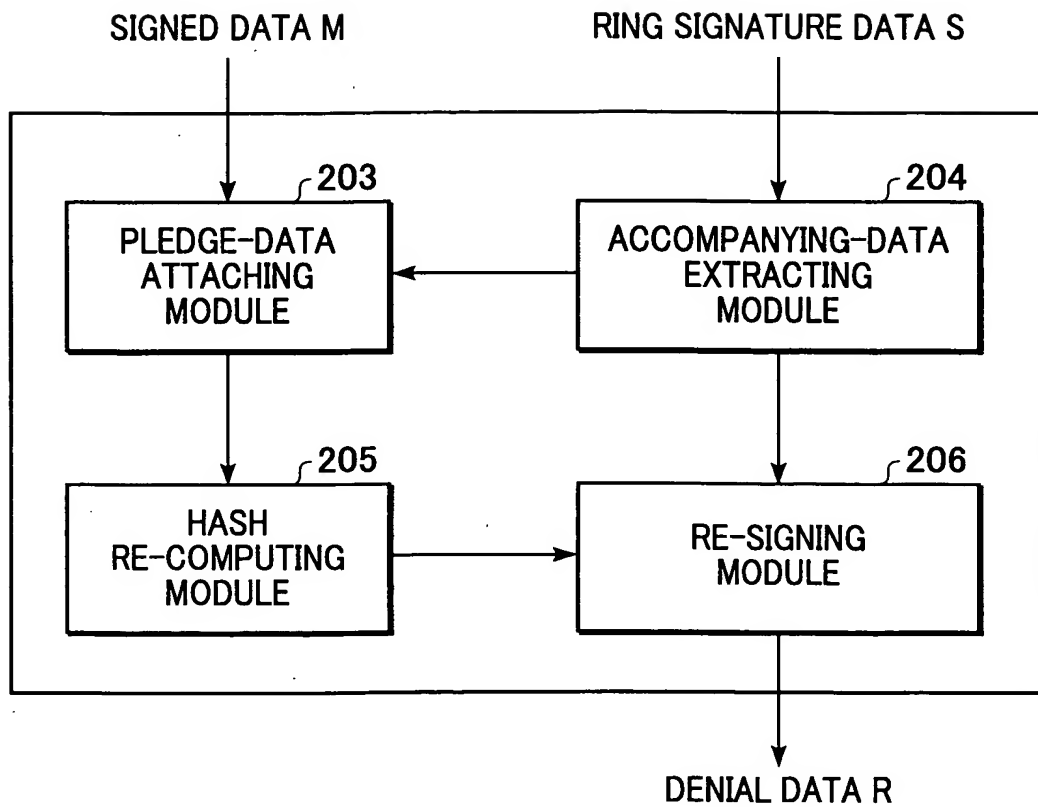 SIGNED DATA M
RING SIGNATURE DATA S
203
204
PLEDGE-DATA
ATTACHING
MODULE
ACCOMPANYING-DATA
EXTRACTING
MODULE
205
206
HASH
RE-COMPUTING
MODULE
RE-SIGNING
MODULE
DENIAL DATA R